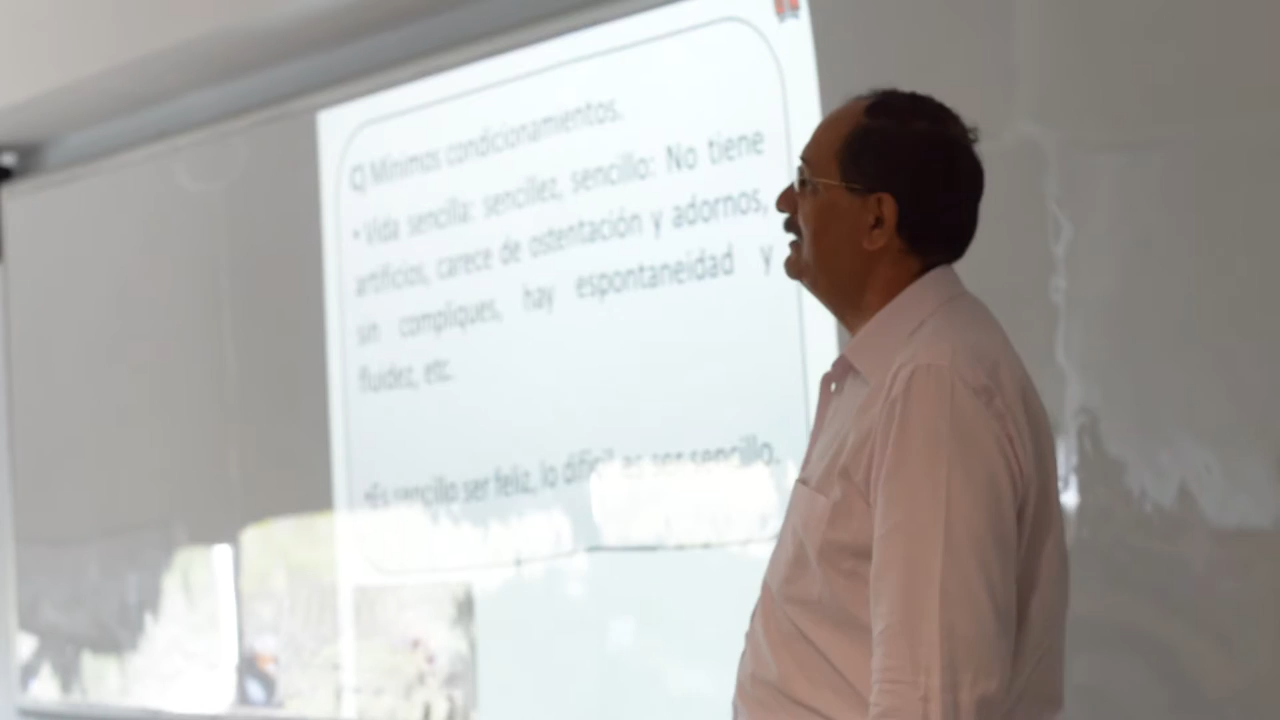 Q) Mínimos condicionamientos.
• Vida sencilla: sencillez, sencillo: No tiene
artificios, carece de ostentación y adornos,
sin compliques, hay espontaneidad y
fluidez, etc.
"Es sencillo ser feliz, lo difícil es ser sencillo.